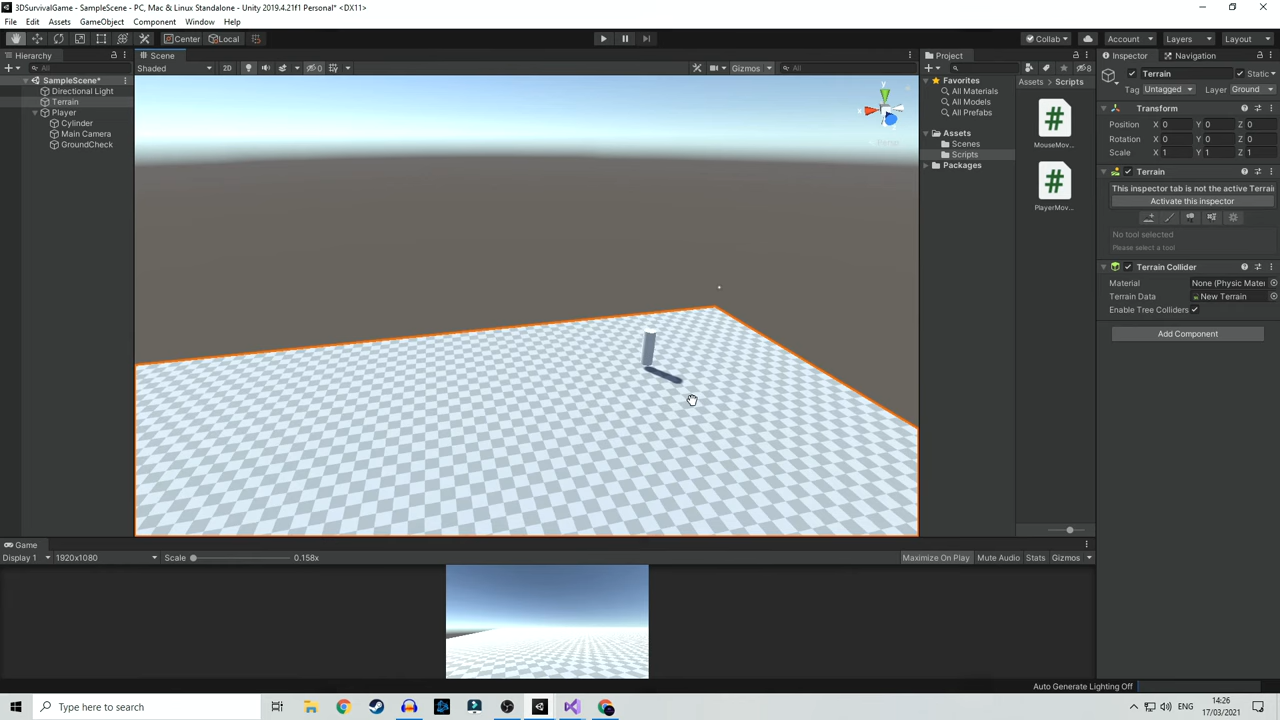 3DSurvivalGame - SampleScene - PC, Mac & Linux Standalone - Unity 2019.4.21f1 Personal* <DX11>
File Edit Assets GameObject Component Window Help
Center Local Collab Account Layers Layout
Hierarchy Scene Project Inspector Navigation
All Shaded 2D 0 Gizmos All 8 Terrain Static
SampleScene* Favorites Assets Scripts Tag Untagged Layer Ground
Directional Light All Materials
Terrain All Models Transform
Player All Prefabs Position X 0 Y 0 Z 0
Cylinder Assets Rotation X 0 Y 0 Z 0
Main Camera Scenes MouseMov... Scale X 1 Y 1 Z 1
GroundCheck Scripts
Packages Terrain
This inspector tab is not the active Terrai
Activate this inspector
PlayerMov...
No tool selected
Please select a tool
Terrain Collider
Material None (Physic Mater
Terrain Data New Terrain
Enable Tree Colliders
Add Component
y
Persp
Game
Display 1 1920x1080 Scale 0.158x Maximize On Play Mute Audio Stats Gizmos
Auto Generate Lighting Off
Type here to search ENG 14:26
17/03/2021